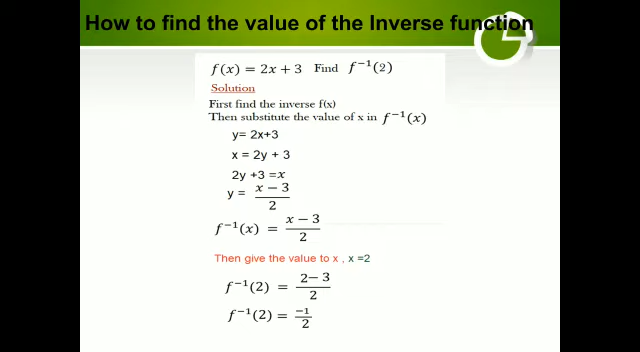 How to find the value of the Inverse function
f(x) = 2x + 3 Find f⁻¹(2)
Solution
First find the inverse f(x)
Then substitute the value of x in f⁻¹(x)
y= 2x+3
x = 2y + 3
2y +3 =x
y = (x − 3)/2
f⁻¹(x) = (x − 3)/2
Then give the value to x , x =2
f⁻¹(2) = (2− 3)/2
f⁻¹(2) = −1/2